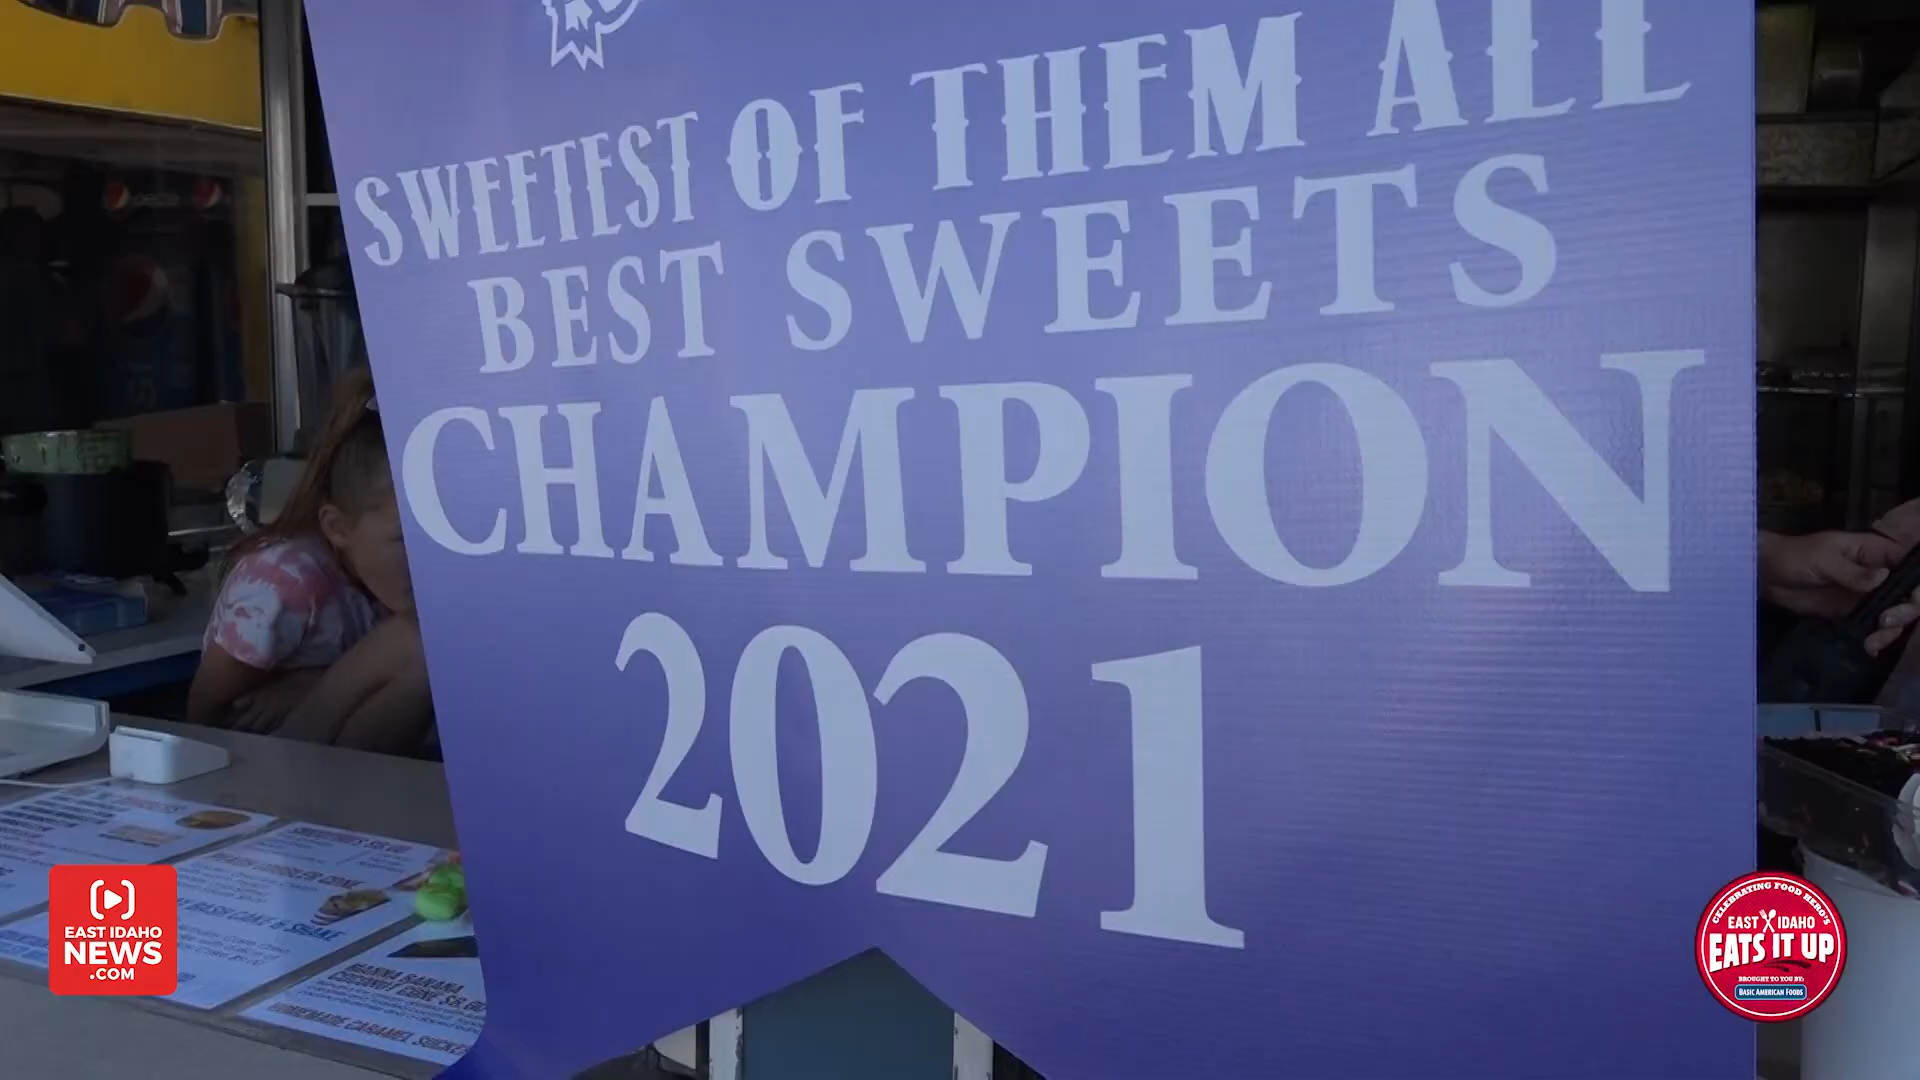 SWEETEST OF THEM ALL
BEST SWEETS
CHAMPION
2021
EAST IDAHO
NEWS
.COM
CELEBRATING FOOD HERO'S
EAST IDAHO
EATS IT UP
BROUGHT TO YOU BY:
BASIC AMERICAN FOODS